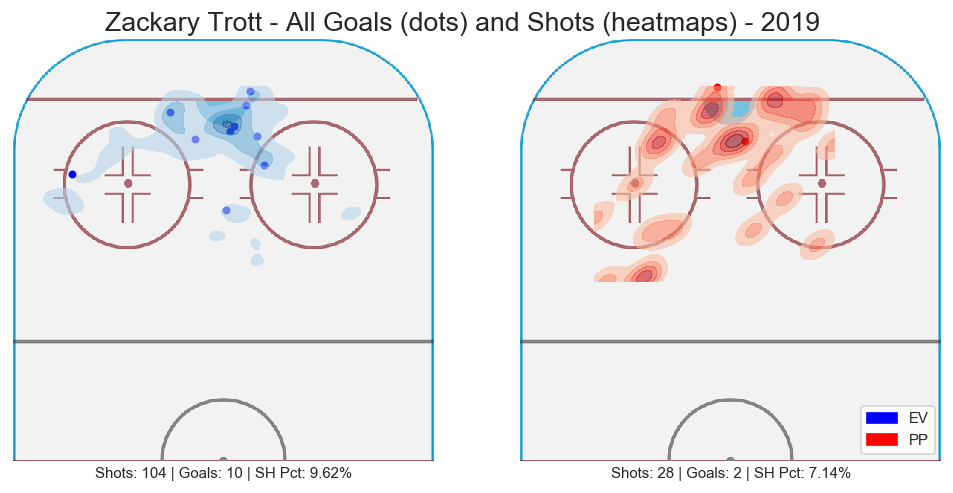 Zackary Trott - All Goals (dots) and Shots (heatmaps) - 2019
EV
PP
Shots: 104 | Goals: 10 | SH Pct: 9.62%
Shots: 28 | Goals: 2 | SH Pct: 7.14%